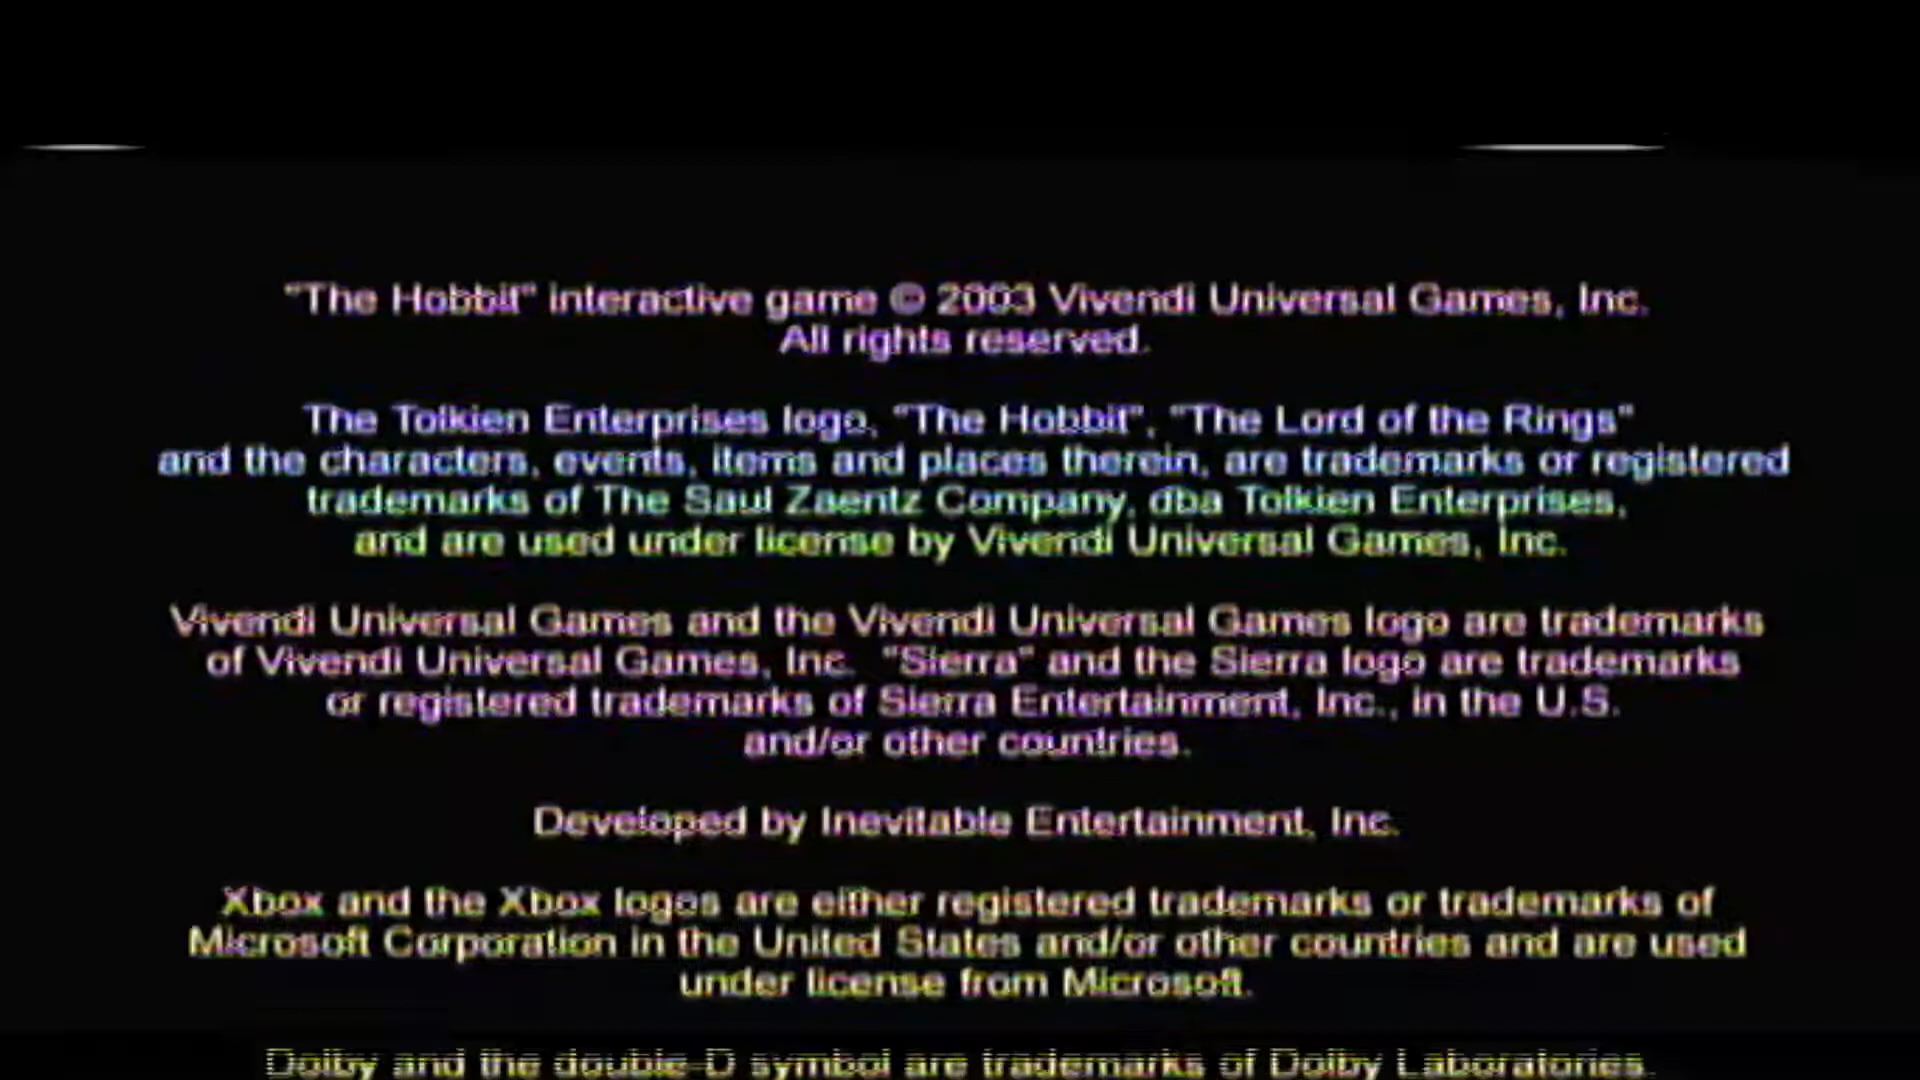 "The Hobbit" interactive game © 2003 Vivendi Universal Games, Inc.
All rights reserved.
The Tolkien Enterprises logo, "The Hobbit", "The Lord of the Rings"
and the characters, events, items and places therein, are trademarks or registered
trademarks of The Saul Zaentz Company, dba Tolkien Enterprises,
and are used under license by Vivendi Universal Games, Inc.
Vivendi Universal Games and the Vivendi Universal Games logo are trademarks
of Vivendi Universal Games, Inc. "Sierra" and the Sierra logo are trademarks
or registered trademarks of Sierra Entertainment, Inc., in the U.S.
and/or other countries.
Developed by Inevitable Entertainment, Inc.
Xbox and the Xbox logos are either registered trademarks or trademarks of
Microsoft Corporation in the United States and/or other countries and are used
under license from Microsoft.
Dolby and the double-D symbol are trademarks of Dolby Laboratories.